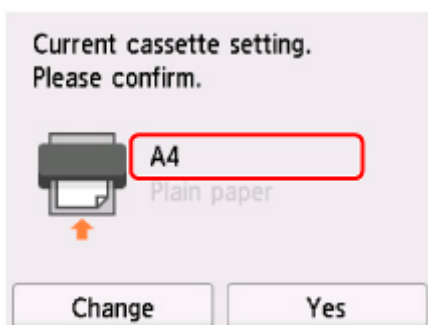 Current cassette setting.
Please confirm.
A4
Plain paper
Change
Yes